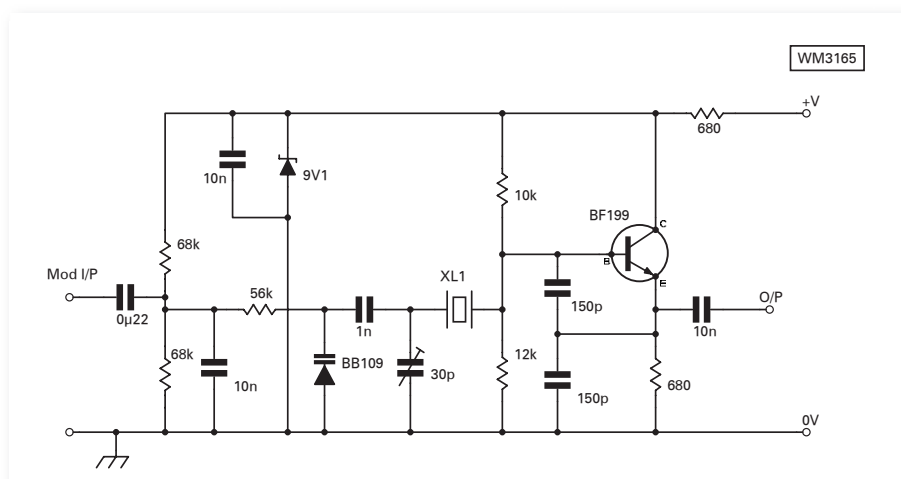 WM3165
+V
680
10n
9V1
10k
BF199
C
B
E
68k
Mod I/P
XL1
56k
150p
O/P
0µ22
1n
10n
68k
BB109
12k
10n
30p
150p
680
0V